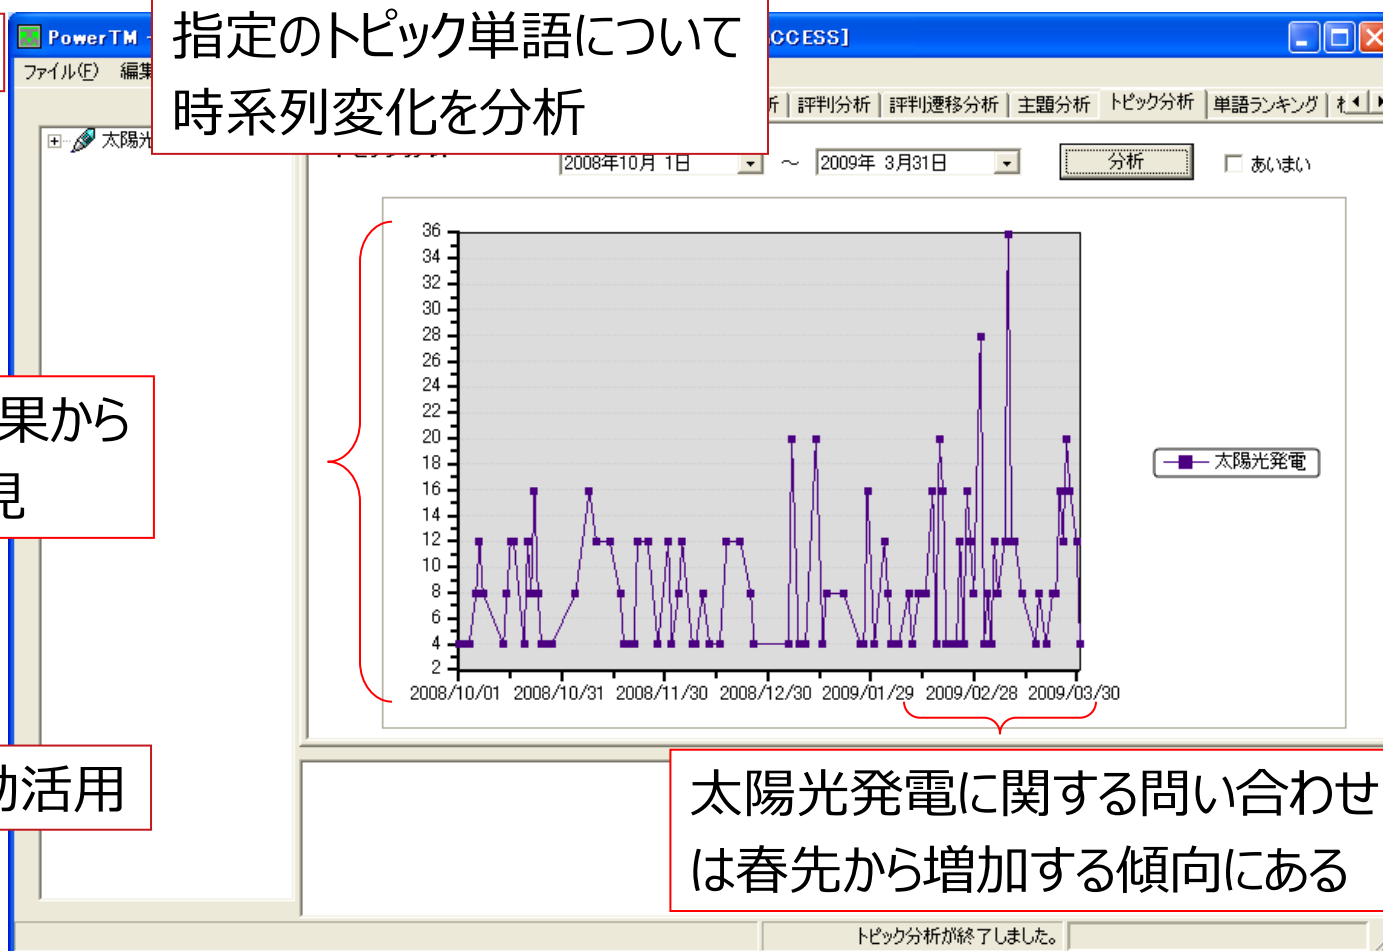 指定のトピック単語について
時系列変化を分析
PowerTM -
CCESS]
ファイル(F) 編集
評判分析 評判遷移分析 主題分析 トピック分析 単語ランキング
太陽光
2008年10月 1日 ～ 2009年 3月31日 分析 あいまい
36
34
32
30
28
26
24
22
20
18
16
14
12
10
8
6
4
2
2008/10/01 2008/10/31 2008/11/30 2008/12/30 2009/01/29 2009/02/28 2009/03/30
太陽光発電
果から
見
活用
太陽光発電に関する問い合わせ
は春先から増加する傾向にある
トピック分析が終了しました。